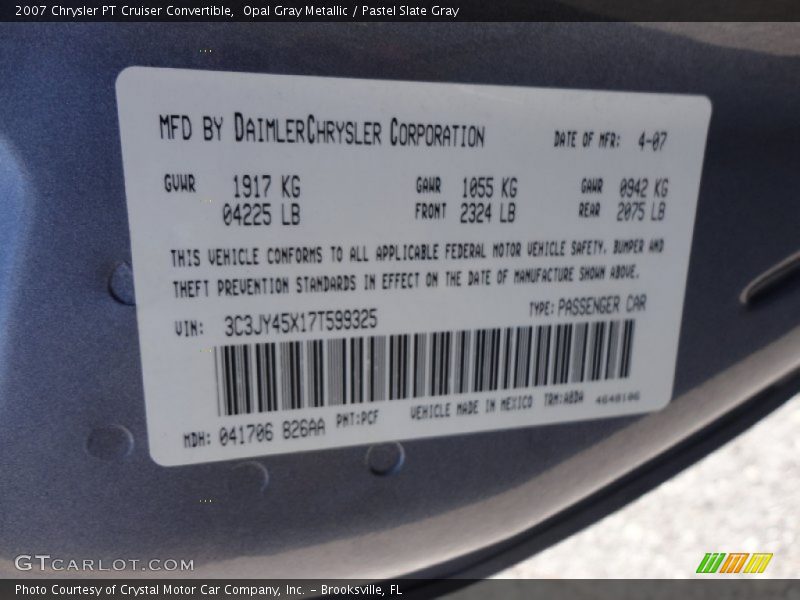 2007 Chrysler PT Cruiser Convertible,  Opal Gray Metallic / Pastel Slate Gray
MFD BY DAIMLERCHRYSLER CORPORATION DATE OF MFR: 4-07
GVWR 1917 KG GAWR 1055 KG GAWR 0942 KG
04225 LB FRONT 2324 LB REAR 2075 LB
THIS VEHICLE CONFORMS TO ALL APPLICABLE FEDERAL MOTOR VEHICLE SAFETY, BUMPER AND
THEFT PREVENTION STANDARDS IN EFFECT ON THE DATE OF MANUFACTURE SHOWN ABOVE.
VIN: 3C3JY45X17T599325 TYPE: PASSENGER CAR
MDH: 041706 826AA PNT:PCF VEHICLE MADE IN MEXICO TRM:A8DA 4648106
GTCARLOT.COM
Photo Courtesy of Crystal Motor Car Company, Inc. – Brooksville, FL